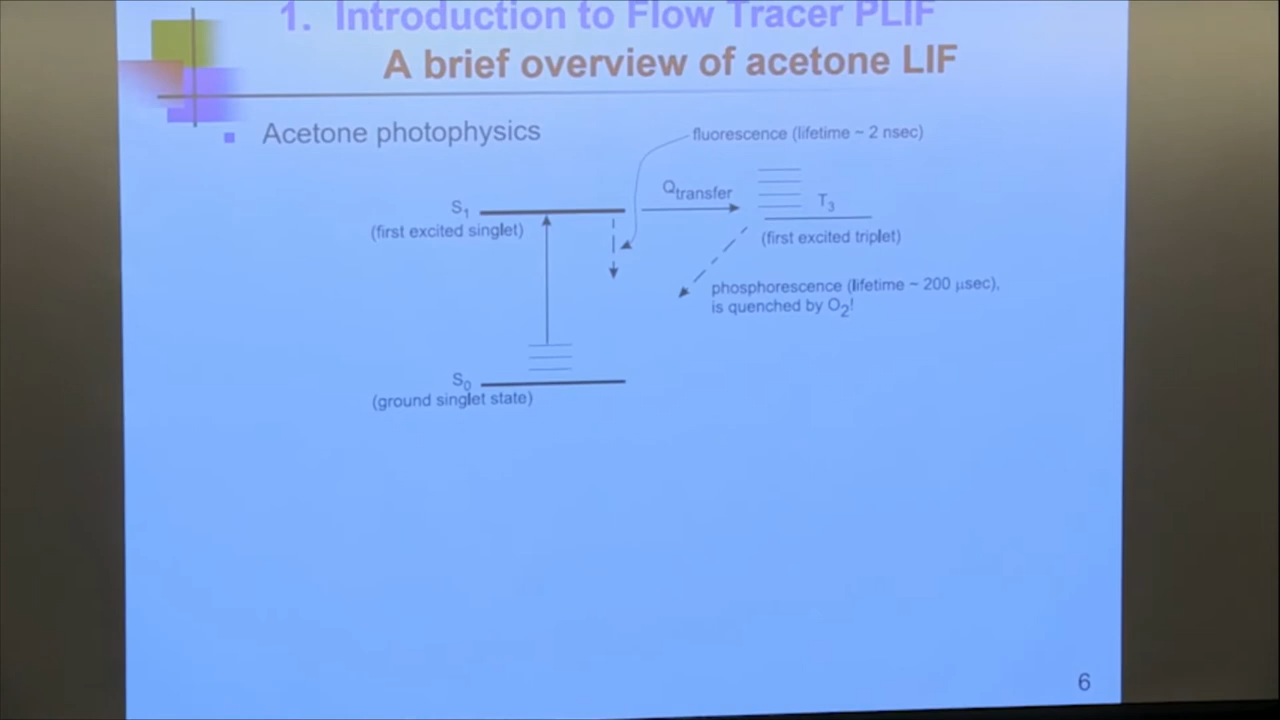 1. Introduction to Flow Tracer PLIF
A brief overview of acetone LIF
Acetone photophysics
fluorescence (lifetime ~ 2 nsec)
Qtransfer
S1
T3
(first excited singlet)
(first excited triplet)
phosphorescence (lifetime ~ 200 μsec),
is quenched by O2!
S0
(ground singlet state)
6